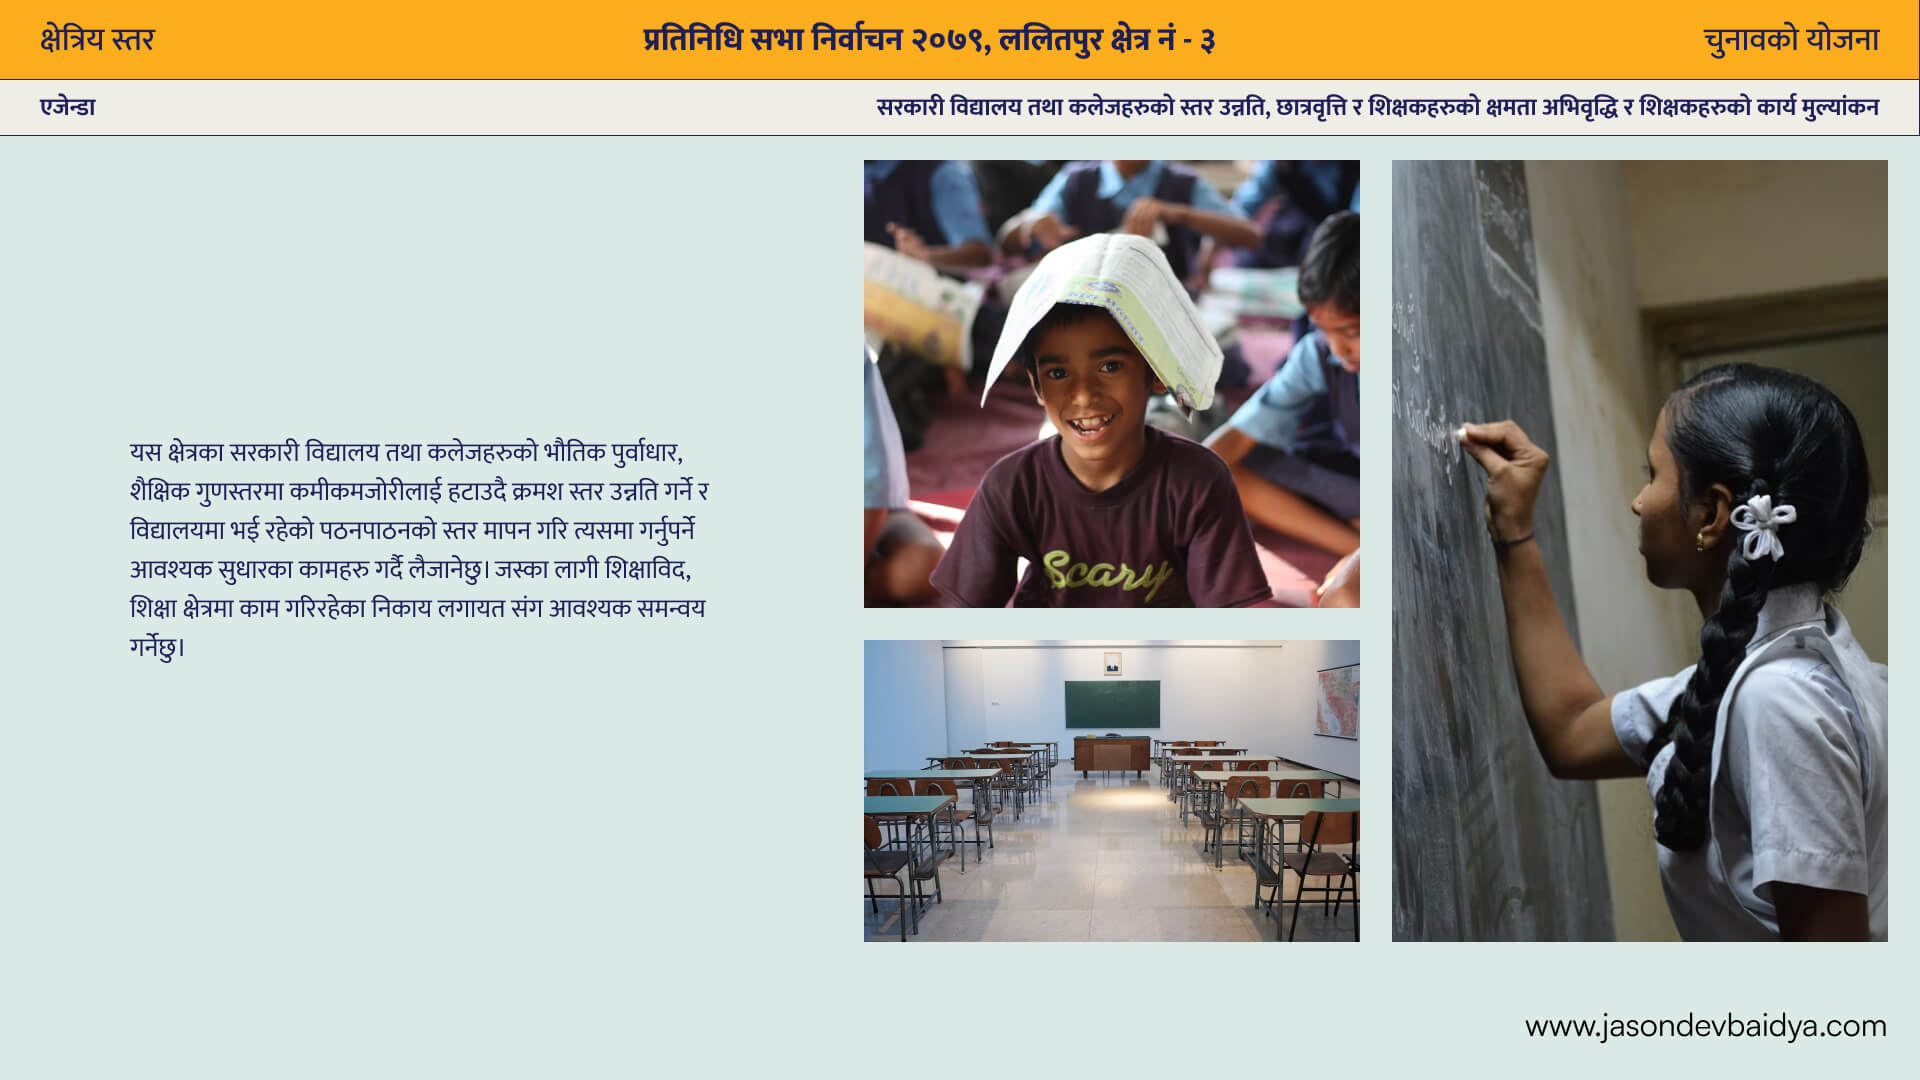 क्षेत्रिय स्तर
प्रतिनिधि सभा निर्वाचन २०७९, ललितपुर क्षेत्र नं - ३
चुनावको योजना
एजेन्डा
सरकारी विद्यालय तथा कलेजहरुको स्तर उन्नति, छात्रवृत्ति र शिक्षकहरुको क्षमता अभिवृद्धि र शिक्षकहरुको कार्य मुल्यांकन
यस क्षेत्रका सरकारी विद्यालय तथा कलेजहरुको भौतिक पुर्वाधार,
शैक्षिक गुणस्तरमा कमीकमजोरीलाई हटाउदै क्रमश स्तर उन्नति गर्ने र
विद्यालयमा भई रहेको पठनपाठनको स्तर मापन गरि त्यसमा गर्नुपर्ने
आवश्यक सुधारका कामहरु गर्दै लैजानेछु। जस्का लागी शिक्षाविद,
शिक्षा क्षेत्रमा काम गरिरहेका निकाय लगायत संग आवश्यक समन्वय
गर्नेछु।
Scary
www.jasondevbaidya.com